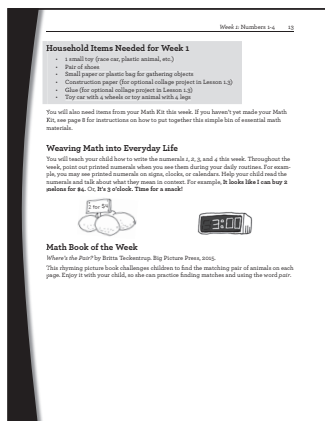 Week 1: Numbers 1-4 13
Household Items Needed for Week 1
• 1 small toy (race car, plastic animal, etc.)
• Pair of shoes
• Small paper or plastic bag for gathering objects
• Construction paper (for optional collage project in Lesson 1.3)
• Glue (for optional collage project in Lesson 1.3)
• Toy car with 4 wheels or toy animal with 4 legs
You will also need items from your Math Kit this week. If you haven't yet made your Math
Kit, see page 8 for instructions on how to put together this simple bin of essential math
materials.
Weaving Math into Everyday Life
You will teach your child how to write the numerals 1, 2, 3, and 4 this week. Throughout the
week, point out printed numerals when you see them during your daily routines. For exam-
ple, you may see printed numerals on signs, clocks, or calendars. Help your child read the
numerals and talk about what they mean in context. For example, It looks like I can buy 2
melons for $4. Or, It's 3 o'clock. Time for a snack!
2 for $4
3:00
Math Book of the Week
Where's the Pair? by Britta Teckentrup. Big Picture Press, 2015.
This rhyming picture book challenges children to find the matching pair of animals on each
page. Enjoy it with your child, so she can practice finding matches and using the word pair.